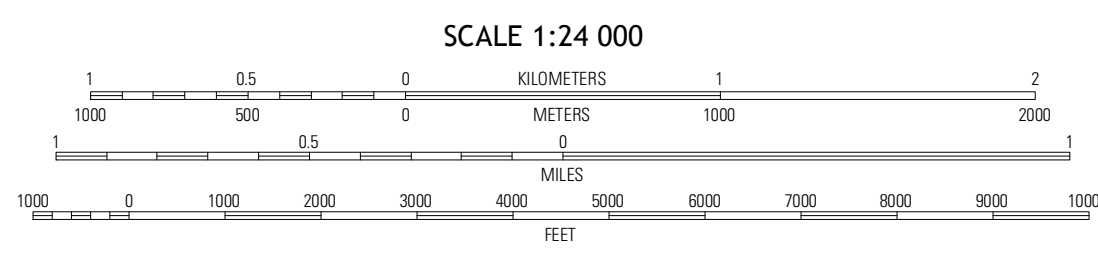 SCALE 1:24 000
1 0.5 0 KILOMETERS 1 2
1000 500 0 METERS 1000 2000
1 0.5 0 1
MILES
1000 0 1000 2000 3000 4000 5000 6000 7000 8000 9000 1000
FEET